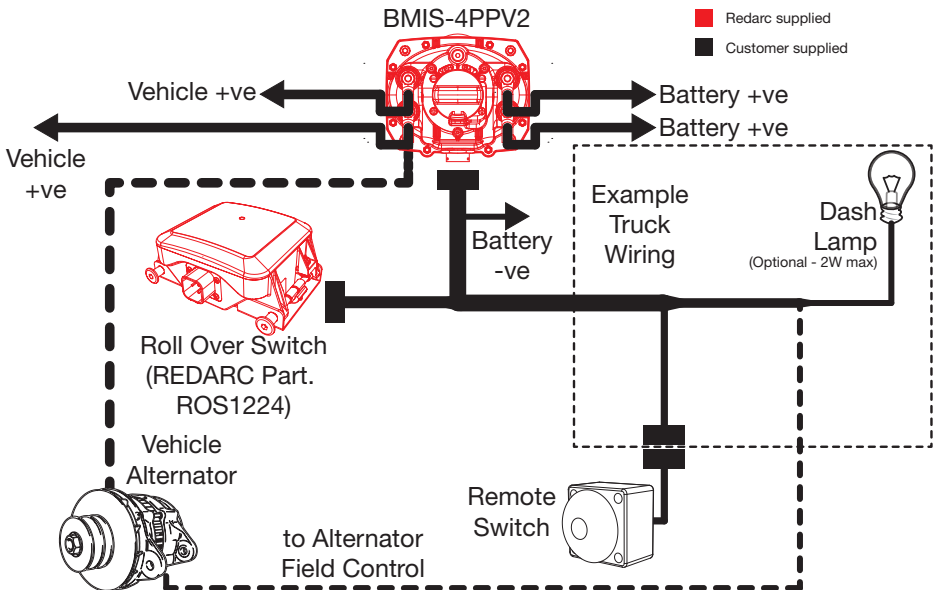 BMIS-4PPV2
Redarc supplied
Customer supplied
Vehicle +ve
Battery +ve
Battery +ve
Vehicle
+ve
Example
Truck
Wiring
Dash
Lamp
(Optional - 2W max)
Battery
-ve
Roll Over Switch
(REDARC Part.
ROS1224)
Vehicle
Alternator
Remote
Switch
to Alternator
Field Control